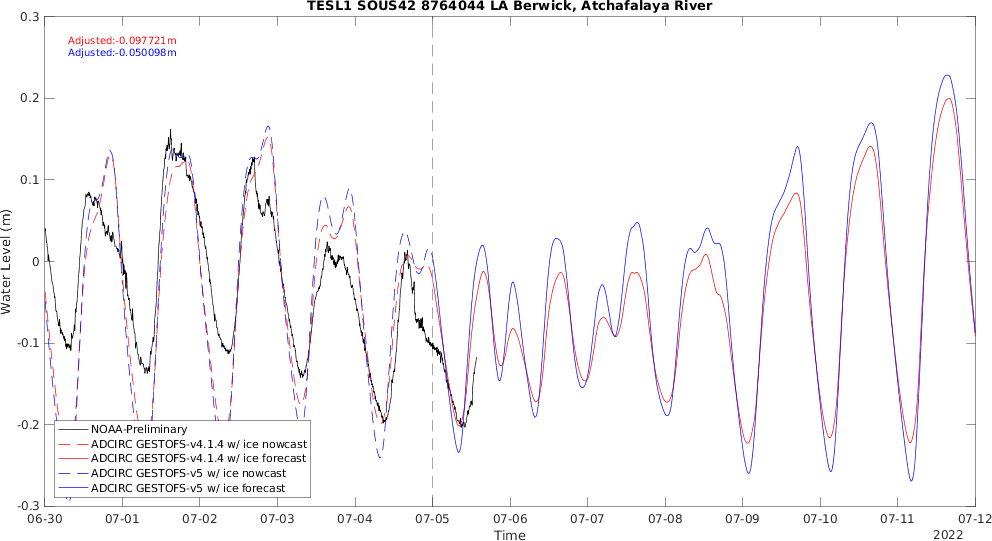 TESL1 SOUS42 8764044 LA Berwick, Atchafalaya River
Adjusted:-0.097721m
Adjusted:-0.050098m
0.3
0.2
0.1
0
-0.1
-0.2
-0.3
Water Level (m)
NOAA-Preliminary
ADCIRC GESTOFS-v4.1.4 w/ ice nowcast
ADCIRC GESTOFS-v4.1.4 w/ ice forecast
ADCIRC GESTOFS-v5 w/ ice nowcast
ADCIRC GESTOFS-v5 w/ ice forecast
06-30 07-01 07-02 07-03 07-04 07-05 07-06 07-07 07-08 07-09 07-10 07-11 07-12
Time
2022